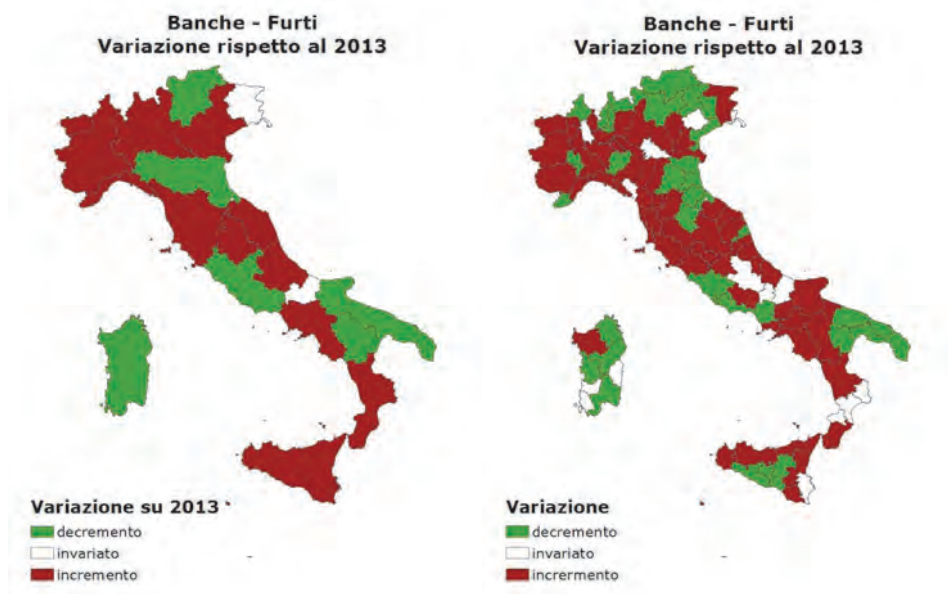 Banche - Furti
Variazione rispetto al 2013
Variazione su 2013
decremento
invariato
incremento
Banche - Furti
Variazione rispetto al 2013
Variazione
decremento
invariato
incrermento